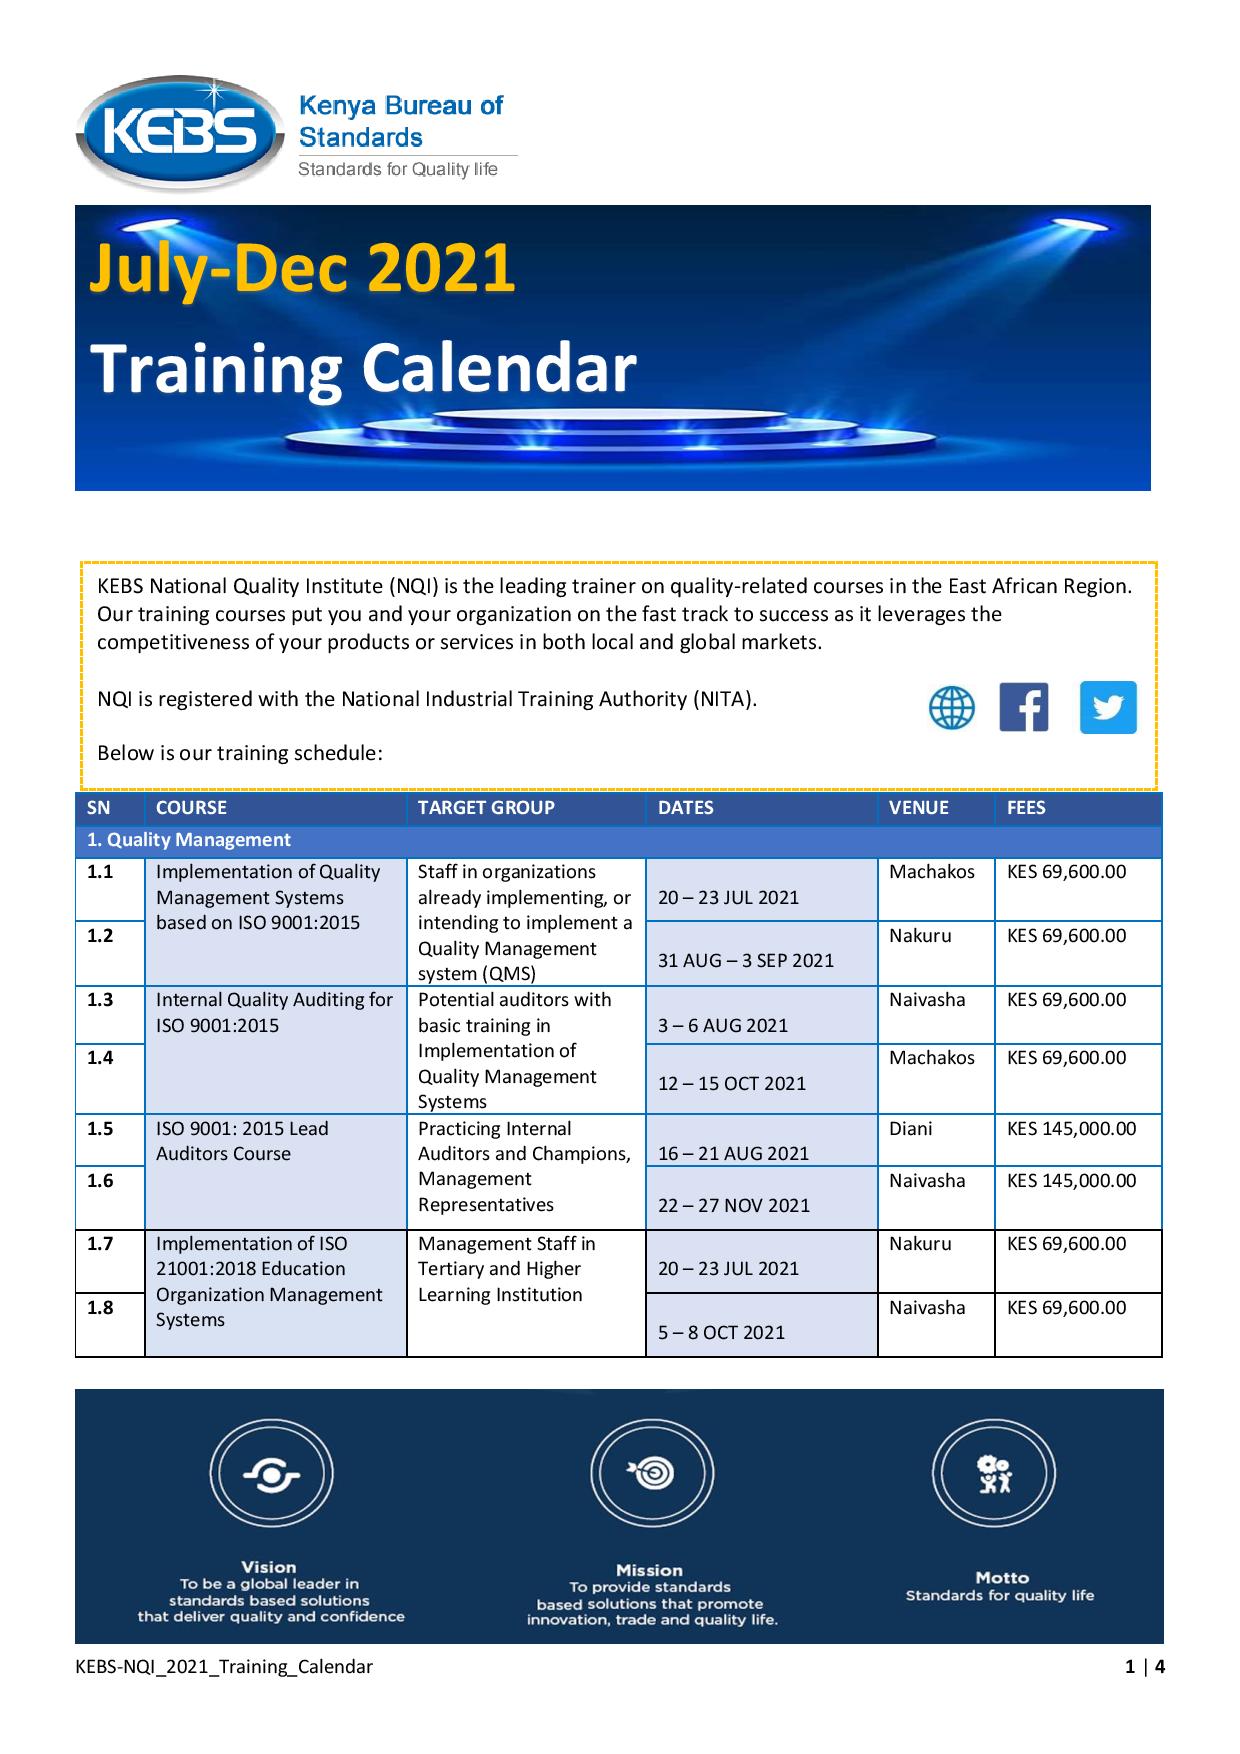 KEBS
Kenya Bureau of
Standards
Standards for Quality life
July-Dec 2021
Training Calendar
KEBS National Quality Institute (NQI) is the leading trainer on quality-related courses in the East African Region.
Our training courses put you and your organization on the fast track to success as it leverages the
competitiveness of your products or services in both local and global markets.
NQI is registered with the National Industrial Training Authority (NITA).
Below is our training schedule:
SN COURSE TARGET GROUP DATES VENUE FEES
1. Quality Management
1.1 Implementation of Quality Staff in organizations Machakos KES 69,600.00
Management Systems already implementing, or 20 – 23 JUL 2021
based on ISO 9001:2015 intending to implement a
1.2 Nakuru KES 69,600.00
Quality Management
31 AUG – 3 SEP 2021
system (QMS)
1.3 Internal Quality Auditing for Potential auditors with Naivasha KES 69,600.00
ISO 9001:2015 basic training in 3 – 6 AUG 2021
Implementation of
1.4 Machakos KES 69,600.00
Quality Management 12 – 15 OCT 2021
Systems
1.5 ISO 9001: 2015 Lead Practicing Internal Diani KES 145,000.00
Auditors Course Auditors and Champions, 16 – 21 AUG 2021
1.6 Management Naivasha KES 145,000.00
Representatives 22 – 27 NOV 2021
1.7 Implementation of ISO Management Staff in Nakuru KES 69,600.00
21001:2018 Education Tertiary and Higher 20 – 23 JUL 2021
Organization Management Learning Institution
1.8 Naivasha KES 69,600.00
Systems
5 – 8 OCT 2021
Vision
To be a global leader in
standards based solutions
that deliver quality and confidence
Mission
To provide standards
based solutions that promote
innovation, trade and quality life.
Motto
Standards for quality life
KEBS-NQI_2021_Training_Calendar 1 | 4